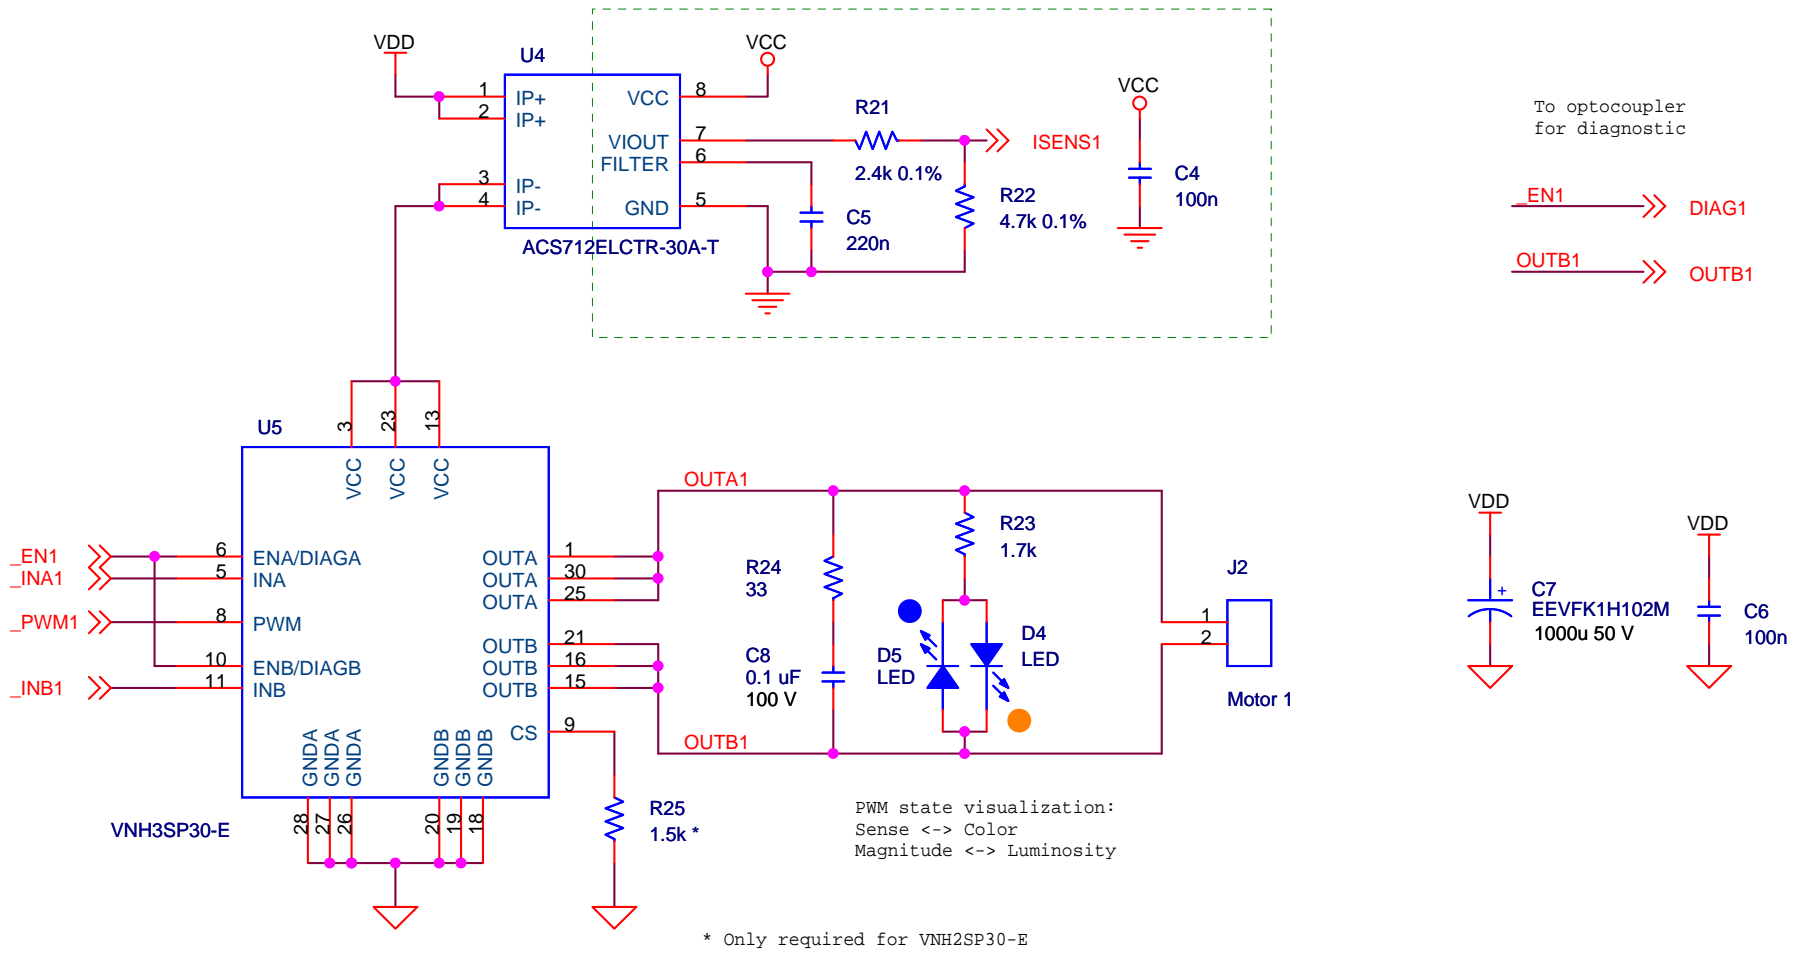 VDD
U4
VCC
1
IP+
VCC
8
2
IP+
R21
VIOUT
7
ISENS1
FILTER
6
2.4k 0.1%
3
IP-
4
IP-
GND
5
R22
4.7k 0.1%
C5
220n
ACS712ELCTR-30A-T
VCC
C4
100n
To optocoupler
for diagnostic
_EN1
DIAG1
OUTB1
OUTB1
U5
3
23
13
VCC
VCC
VCC
_EN1
6
ENA/DIAGA
_INA1
5
INA
_PWM1
8
PWM
10
ENB/DIAGB
_INB1
11
INB
OUTA
1
OUTA
30
OUTA
25
OUTB
21
OUTB
16
OUTB
15
CS
9
GNDA
GNDA
GNDA
GNDB
GNDB
GNDB
28
27
26
20
19
18
VNH3SP30-E
R25
1.5k *
OUTA1
R24
33
R23
1.7k
C8
0.1 uF
100 V
D5
LED
D4
LED
OUTB1
J2
1
2
Motor 1
VDD
+
C7
EEVFK1H102M
1000u 50 V
VDD
C6
100n
PWM state visualization:
Sense <-> Color
Magnitude <-> Luminosity
* Only required for VNH2SP30-E